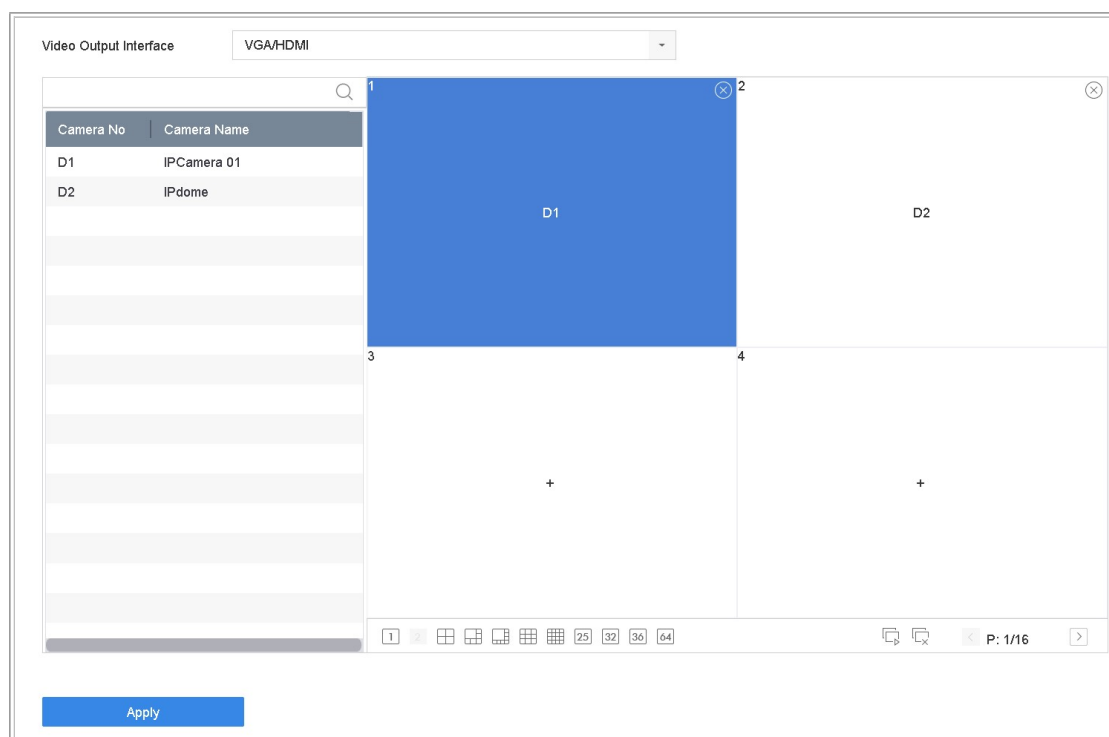 Video Output Interface VGA/HDMI
1 2
Camera No Camera Name
D1 IPCamera 01
D2 IPdome
D1 D2
3 4
+ +
1 2 25 32 36 64 P: 1/16
Apply